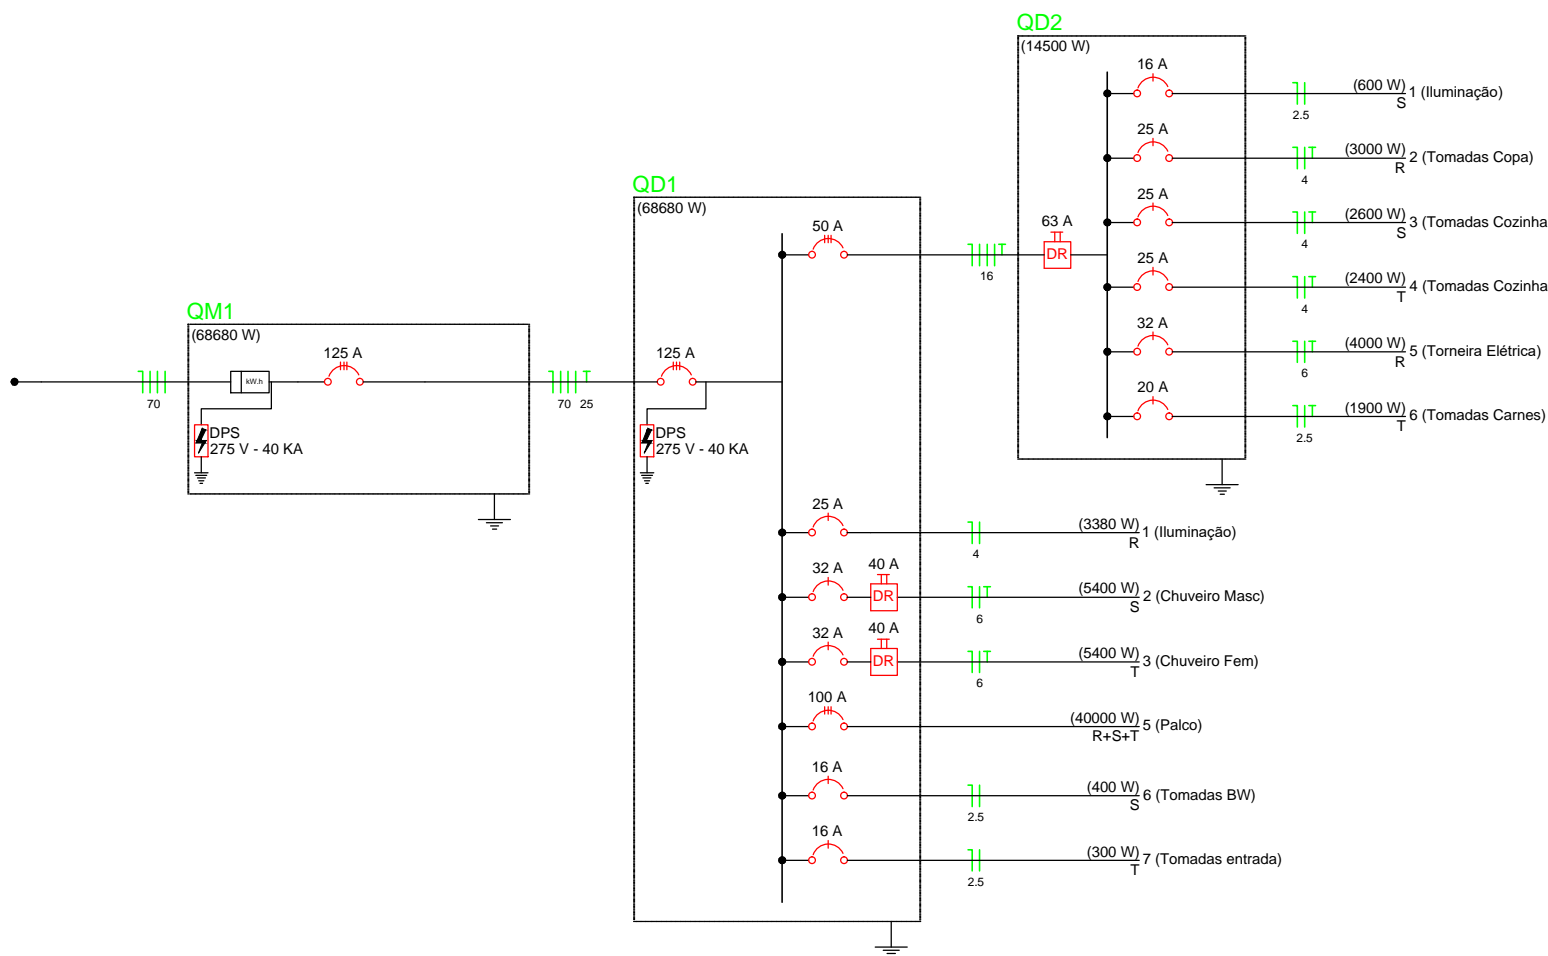 QD2
(14500 W)
16 A
(600 W)
1 (Iluminação)
S
2.5
25 A
(3000 W)
2 (Tomadas Copa)
R
4
25 A
(2600 W)
3 (Tomadas Cozinha
S
4
63 A
DR
25 A
(2400 W)
4 (Tomadas Cozinha
T
4
32 A
(4000 W)
5 (Torneira Elétrica)
R
6
20 A
(1900 W)
6 (Tomadas Carnes)
T
2.5
QD1
(68680 W)
50 A
16
125 A
DPS
275 V - 40 KA
25 A
(3380 W)
1 (Iluminação)
R
4
32 A
40 A
DR
(5400 W)
2 (Chuveiro Masc)
S
6
32 A
40 A
DR
(5400 W)
3 (Chuveiro Fem)
T
6
100 A
(40000 W)
5 (Palco)
R+S+T
16 A
(400 W)
6 (Tomadas BW)
S
2.5
16 A
(300 W)
7 (Tomadas entrada)
T
2.5
QM1
(68680 W)
125 A
kW.h
70
70 25
DPS
275 V - 40 KA